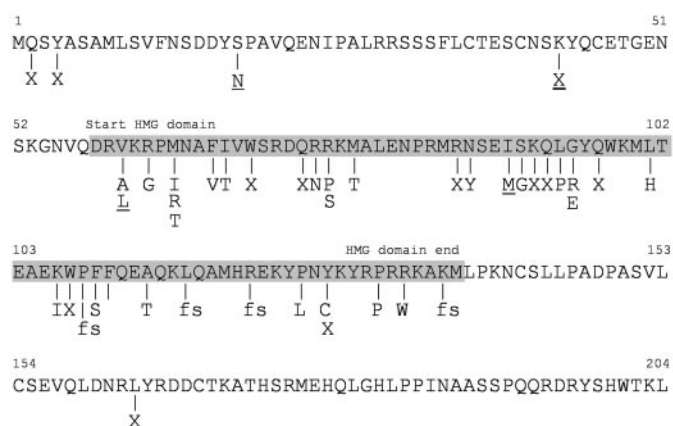 1 51
MQSYASAMLSVFNSDDYSPAVQENIPALRRSSSFLCTESCNSKYQCETGEN
X X N X
52 Start HMG domain 102
SKGNVQDRVKRPMNAFIVWSRDQRRKMALENPRMRNSEISKQLGYQWKMLT
A G I VT X XNP T XY MGXXPR X H
L R S E
T
103 HMG domain end 153
EAEKWPFFQEAQKLQAMHREKYPNYKYRPRRKAKMLPKNCSLLPADPASVL
IX S T fs fs L C P W fs
fs X
154 204
CSEVQLDNRLYRDDCTKATHSRMEHQLGHLPPINAASSPQQRDRYSHWTKL
X